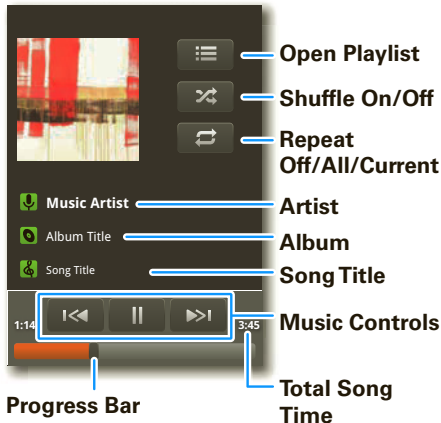 Open Playlist
Shuffle On/Off
Repeat
Off/All/Current
Music Artist
Artist
Album Title
Album
Song Title
Song Title
1:14
3:45
Music Controls
Progress Bar
Total Song
Time